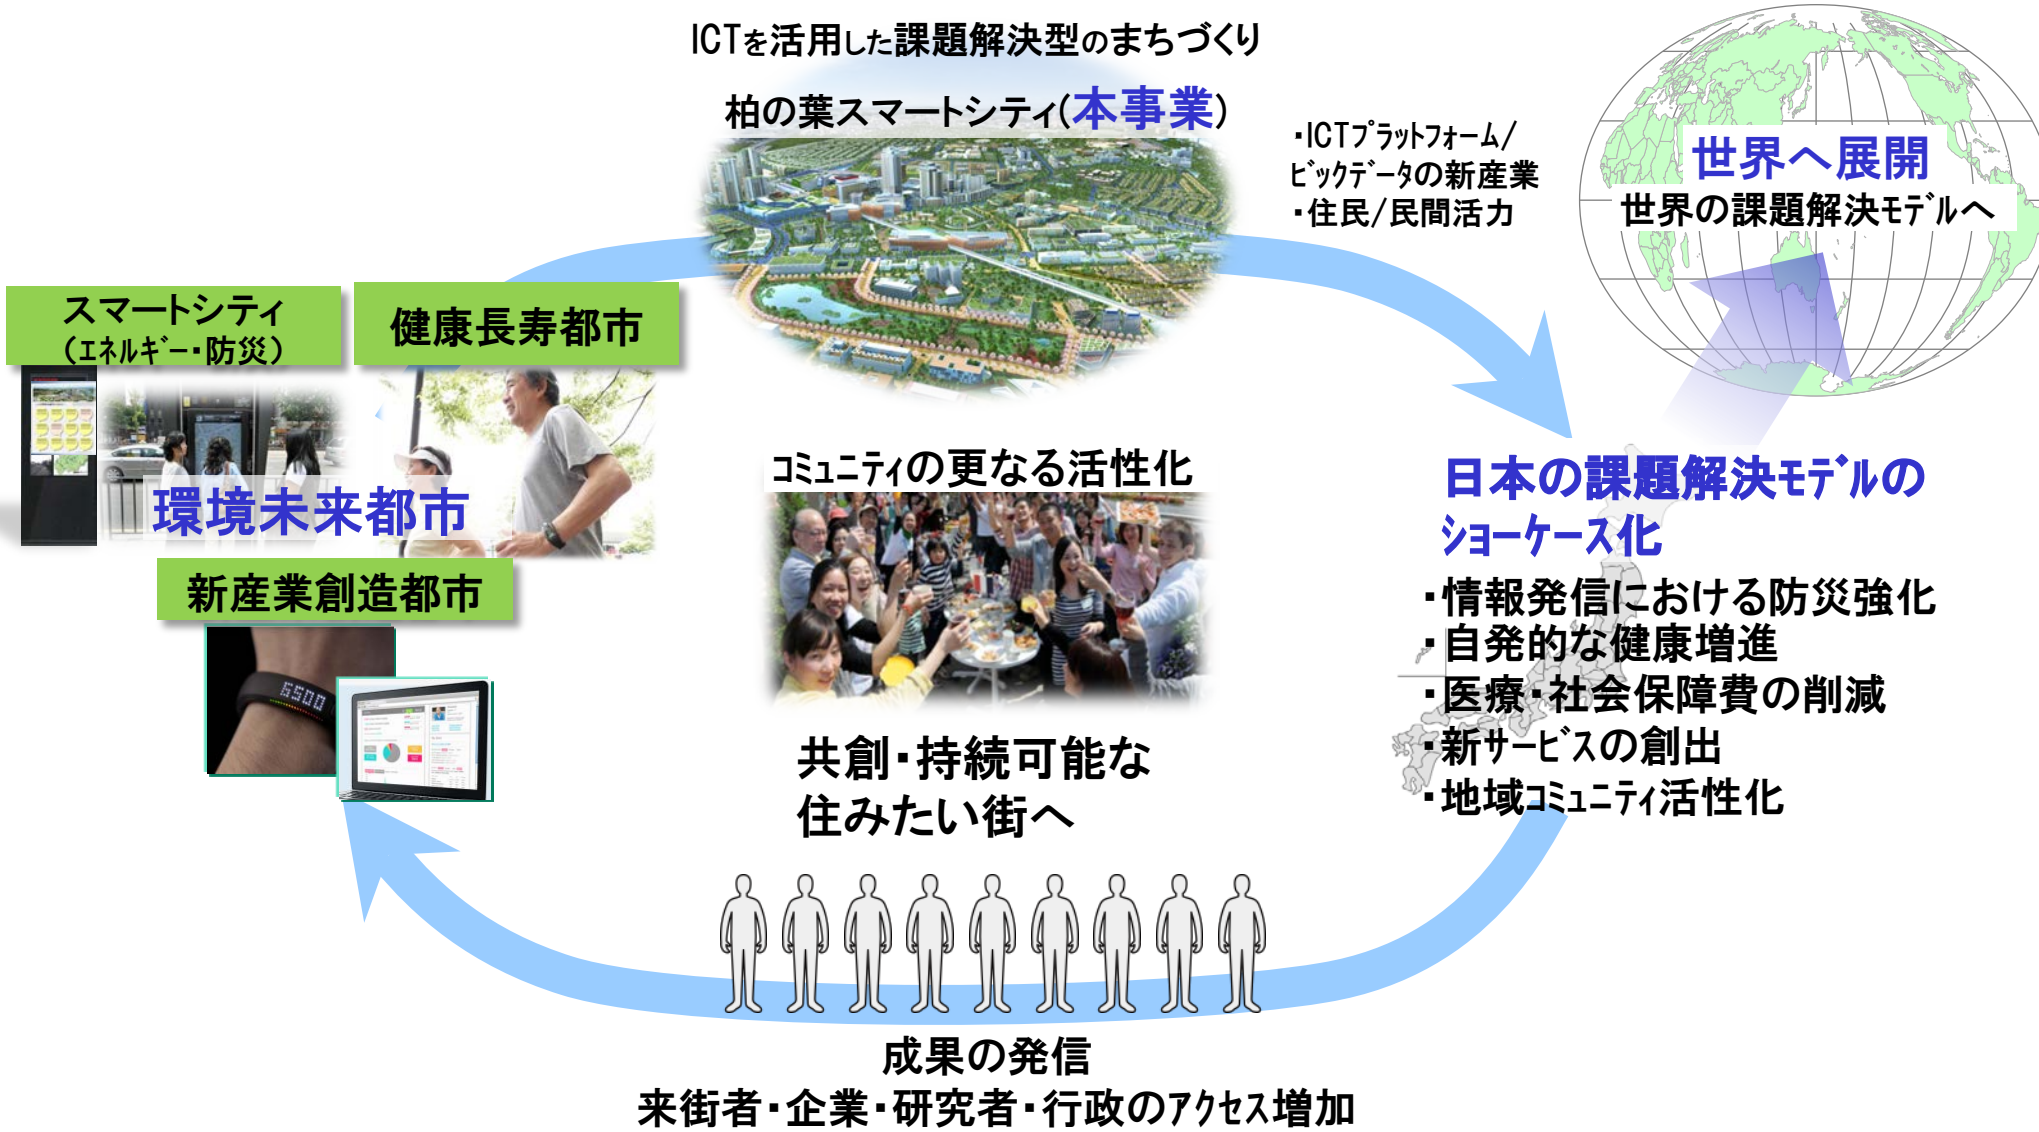 ICTを活用した課題解決型のまちづくり
柏の葉スマートシティ(本事業)
・ICTﾌﾟﾗｯﾄﾌｫｰﾑ/
ﾋﾞｯｸﾃﾞｰﾀの新産業
・住民/民間活力
世界へ展開
世界の課題解決ﾓﾃﾞﾙへ
スマートシティ
（ｴﾈﾙｷﾞｰ・防災）
健康長寿都市
環境未来都市
新産業創造都市
6500
ｺﾐｭﾆﾃｨの更なる活性化
共創・持続可能な
住みたい街へ
日本の課題解決ﾓﾃﾞﾙの
ｼｮｰｹｰｽ化
・情報発信における防災強化
・自発的な健康増進
・医療・社会保障費の削減
・新ｻｰﾋﾞｽの創出
・地域ｺﾐｭﾆﾃｨ活性化
成果の発信
来街者・企業・研究者・行政のｱｸｾｽ増加